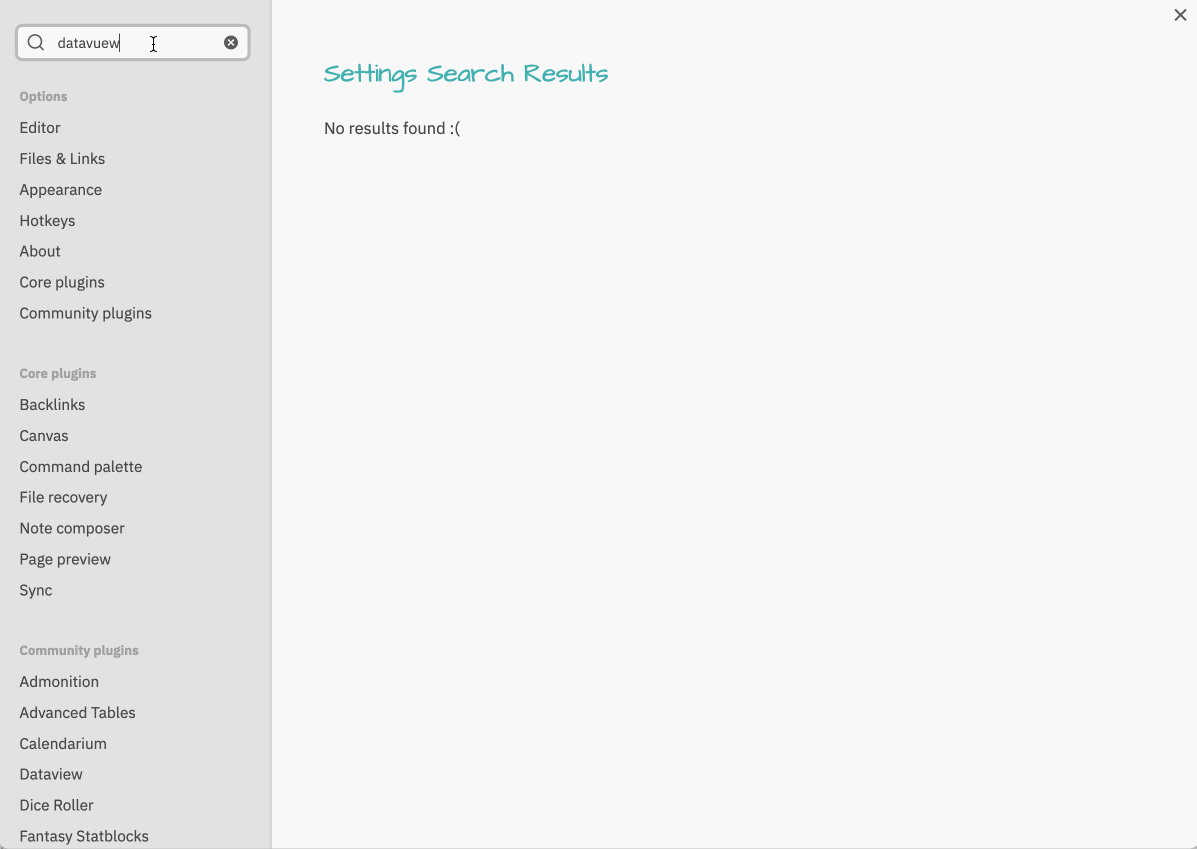 datavuew
Options
Editor
Files & Links
Appearance
Hotkeys
About
Core plugins
Community plugins
Core plugins
Backlinks
Canvas
Command palette
File recovery
Note composer
Page preview
Sync
Community plugins
Admonition
Advanced Tables
Calendarium
Dataview
Dice Roller
Fantasy Statblocks
Settings Search Results
No results found :(